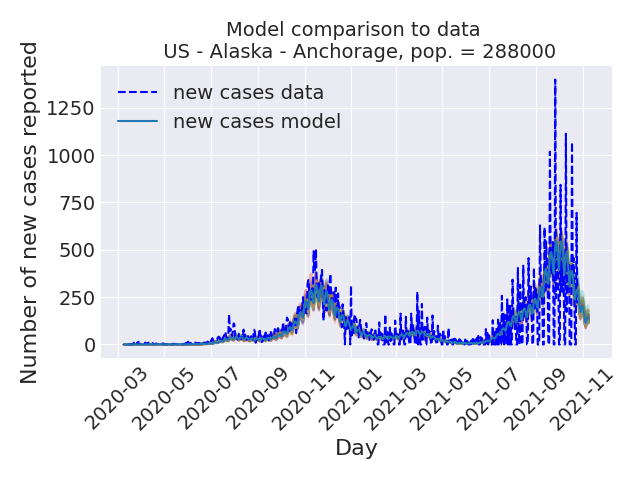 Model comparison to data
US - Alaska - Anchorage, pop. = 288000
Number of new cases reported
new cases data
new cases model
1250
1000
750
500
250
0
2020-03
2020-05
2020-07
2020-09
2020-11
2021-01
2021-03
2021-05
2021-07
2021-09
2021-11
Day